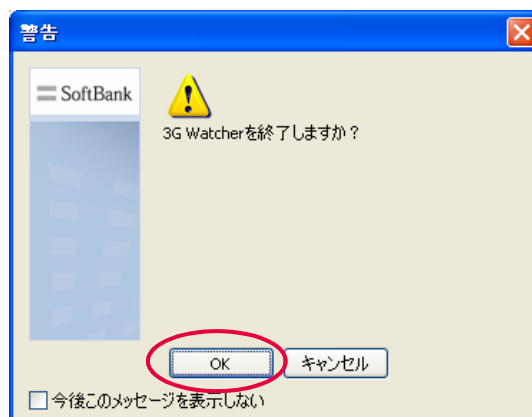 警告
SoftBank
3G Watcherを終了しますか？
OK
キャンセル
今後このメッセージを表示しない